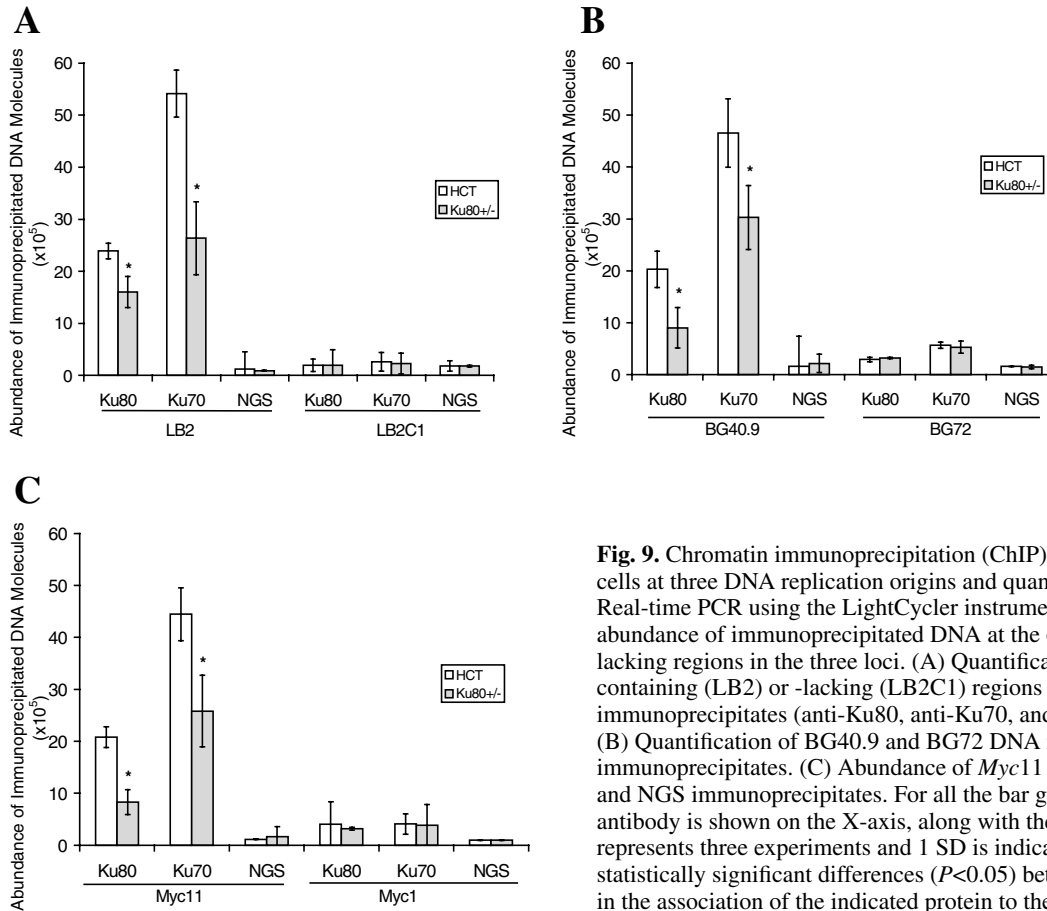 A
Abundance of Immunoprecipitated DNA Molecules
(x10⁵)
60
50
40
30
20
10
0
*
*
HCT
Ku80+/-
Ku80 Ku70 NGS Ku80 Ku70 NGS
LB2 LB2C1
B
Abundance of Immunoprecipitated DNA Molecules
(x10⁵)
60
50
40
30
20
10
0
*
*
HCT
Ku80+/-
Ku80 Ku70 NGS Ku80 Ku70 NGS
BG40.9 BG72
C
Abundance of Immunoprecipitated DNA Molecules
(x10⁵)
60
50
40
30
20
10
0
*
*
HCT
Ku80+/-
Ku80 Ku70 NGS Ku80 Ku70 NGS
Myc11 Myc1
Fig. 9. Chromatin immunoprecipitation (ChIP)
cells at three DNA replication origins and quan
Real-time PCR using the LightCycler instrume
abundance of immunoprecipitated DNA at the
lacking regions in the three loci. (A) Quantifica
containing (LB2) or -lacking (LB2C1) regions
immunoprecipitates (anti-Ku80, anti-Ku70, and
(B) Quantification of BG40.9 and BG72 DNA
immunoprecipitates. (C) Abundance of Myc11
and NGS immunoprecipitates. For all the bar g
antibody is shown on the X-axis, along with the
represents three experiments and 1 SD is indica
statistically significant differences (P<0.05) bet
in the association of the indicated protein to the